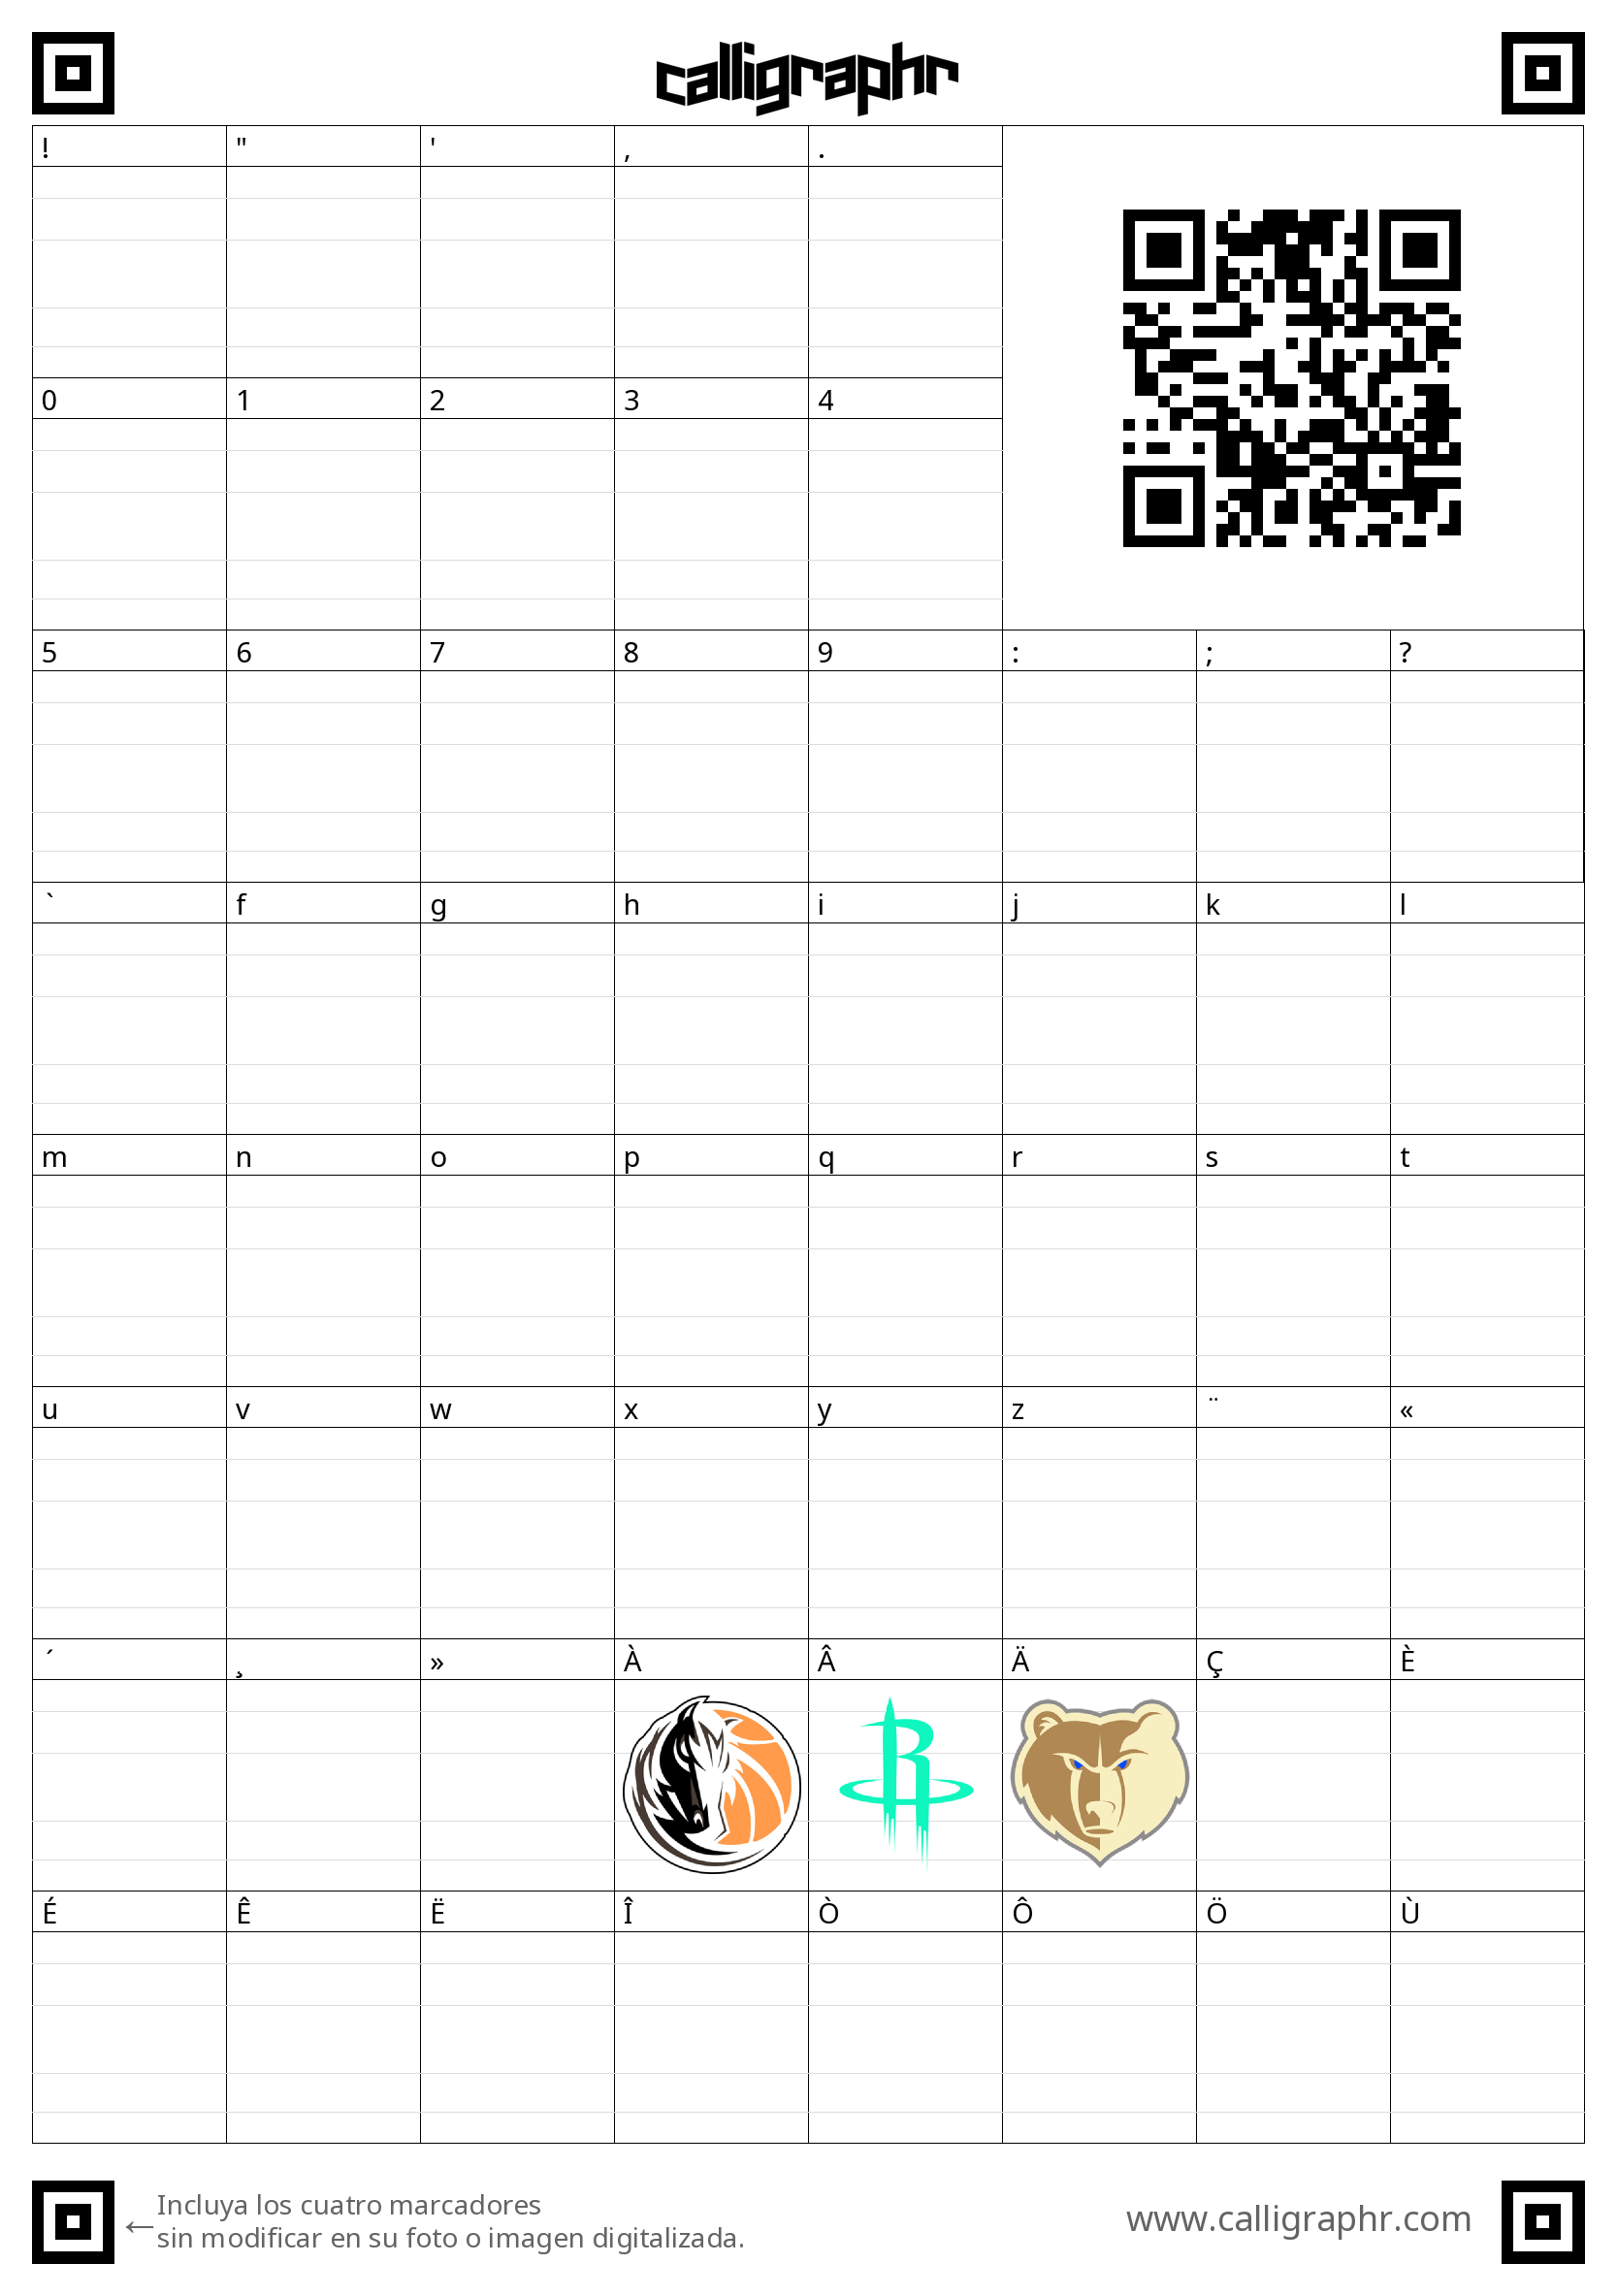 calligraphr
! " ' , .
0 1 2 3 4
5 6 7 8 9 : ; ?
` f g h i j k l
m n o p q r s t
u v w x y z ¨ «
´ ¸ » À Â Ä Ç È
R
É Ê Ë Î Ò Ô Ö Ù
←Incluya los cuatro marcadores
sin modificar en su foto o imagen digitalizada.
www.calligraphr.com